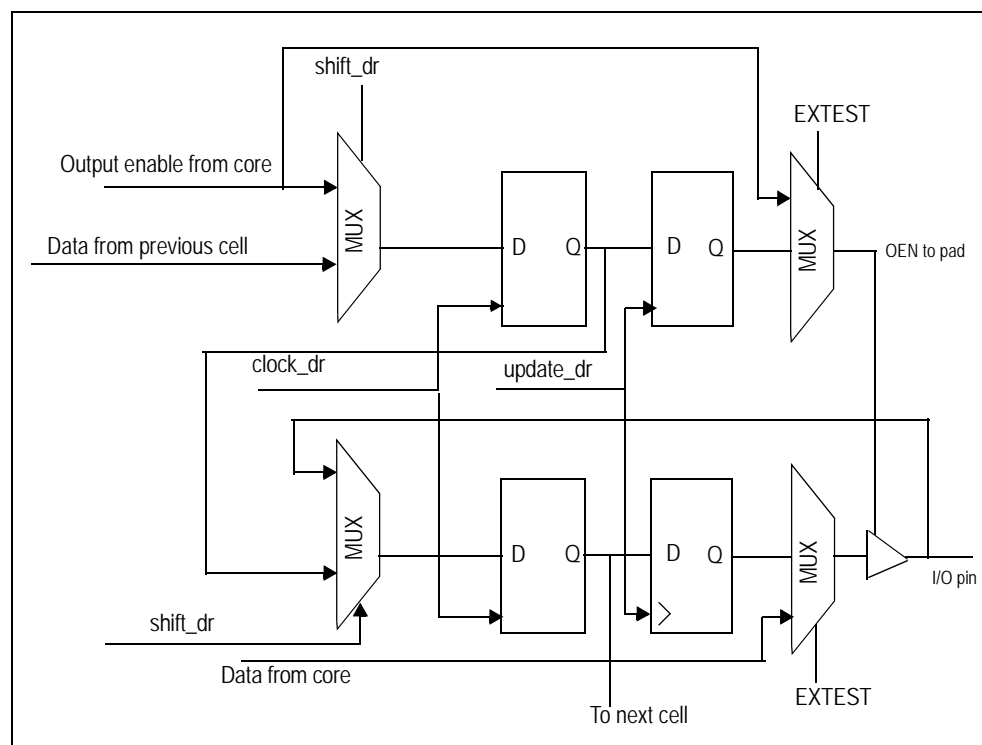 shift_dr
EXTEST
Output enable from core
MUX
MUX
Data from previous cell
D Q
D Q
OEN to pad
clock_dr
update_dr
MUX
MUX
D Q
D Q
I/O pin
shift_dr
Data from core
EXTEST
To next cell